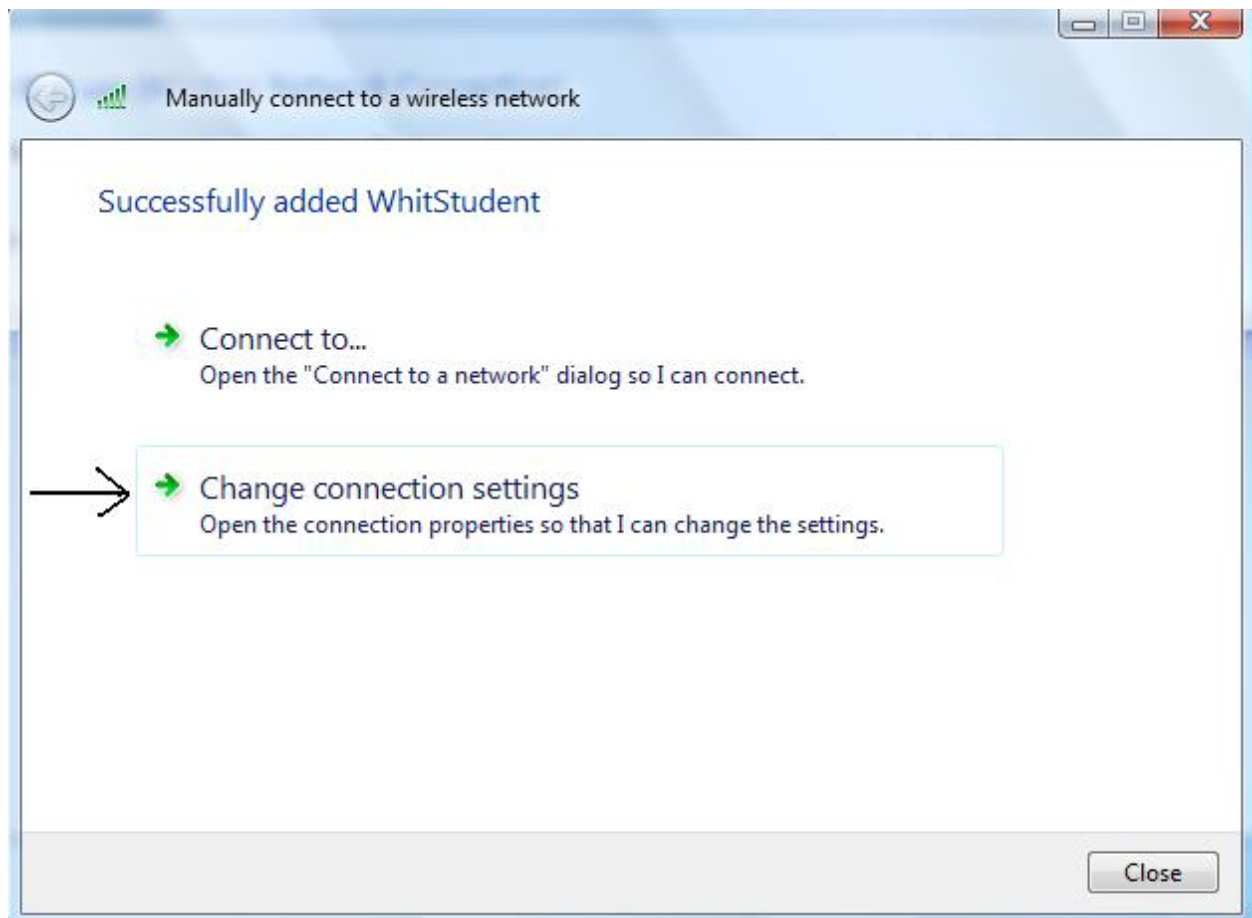 Manually connect to a wireless network
Successfully added WhitStudent
Connect to...
Open the "Connect to a network" dialog so I can connect.
Change connection settings
Open the connection properties so that I can change the settings.
Close